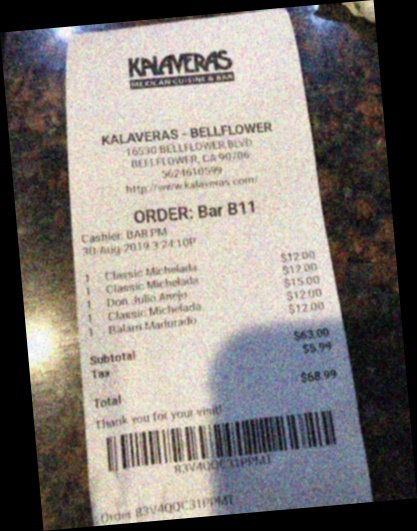 KALAVERAS
MEXICAN CUISINE & BAR
KALAVERAS - BELLFLOWER
16530 BELLFLOWER BLVD
BELLFLOWER, CA 90706
5624610599
http://www.kalaveras.com/
ORDER: Bar B11
Cashier: BAR PM
30-Aug-2019 3:24:10P
1 Classic Michelada $12.00
1 Classic Michelada $12.00
1 Don Julio Anejo $15.00
1 Classic Michelada $12.00
1 Balam Madurado $12.00
Subtotal $63.00
Tax $5.99
Total $68.99
Thank you for your visit!
83V4QQC31PPMT
Order 83V4QQC31PPMT